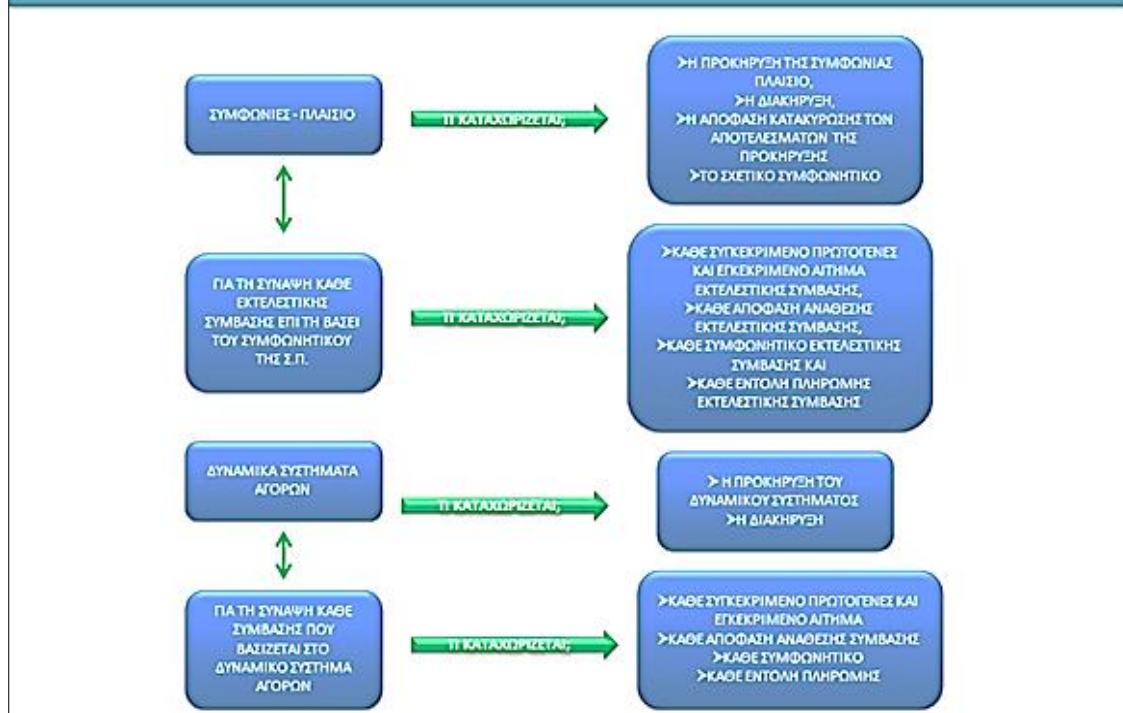 ΣΥΜΦΩΝΙΕΣ - ΠΛΑΙΣΙΟ
ΤΙ ΚΑΤΑΧΩΡΙΖΕΤΑΙ;
➤Η ΠΡΟΚΗΡΥΞΗ ΤΗΣ ΣΥΜΦΩΝΙΑΣ
ΠΛΑΙΣΙΟ,
➤Η ΔΙΑΚΗΡΥΞΗ,
➤Η ΑΠΟΦΑΣΗ ΚΑΤΑΚΥΡΩΣΗΣ ΤΩΝ
ΑΠΟΤΕΛΕΣΜΑΤΩΝ ΤΗΣ
ΠΡΟΚΗΡΥΞΗΣ
➤ΤΟ ΣΧΕΤΙΚΟ ΣΥΜΦΩΝΗΤΙΚΟ
ΓΙΑ ΤΗ ΣΥΝΑΨΗ ΚΑΘΕ
ΕΚΤΕΛΕΣΤΙΚΗΣ
ΣΥΜΒΑΣΗΣ ΕΠΙ ΤΗ ΒΑΣΕΙ
ΤΟΥ ΣΥΜΦΩΝΗΤΙΚΟΥ
ΤΗΣ Σ.Π.
ΤΙ ΚΑΤΑΧΩΡΙΖΕΤΑΙ;
➤ΚΑΘΕ ΣΥΓΚΕΚΡΙΜΕΝΟ ΠΡΩΤΟΓΕΝΕΣ
ΚΑΙ ΕΓΚΕΚΡΙΜΕΝΟ ΑΙΤΗΜΑ
ΕΚΤΕΛΕΣΤΙΚΗΣ ΣΥΜΒΑΣΗΣ,
➤ΚΑΘΕ ΑΠΟΦΑΣΗ ΑΝΑΘΕΣΗΣ
ΕΚΤΕΛΕΣΤΙΚΗΣ ΣΥΜΒΑΣΗΣ,
➤ΚΑΘΕ ΣΥΜΦΩΝΗΤΙΚΟ ΕΚΤΕΛΕΣΤΙΚΗΣ
ΣΥΜΒΑΣΗΣ ΚΑΙ
➤ΚΑΘΕ ΕΝΤΟΛΗ ΠΛΗΡΩΜΗΣ
ΕΚΤΕΛΕΣΤΙΚΗΣ ΣΥΜΒΑΣΗΣ
ΔΥΝΑΜΙΚΑ ΣΥΣΤΗΜΑΤΑ
ΑΓΟΡΩΝ
ΤΙ ΚΑΤΑΧΩΡΙΖΕΤΑΙ;
➤ Η ΠΡΟΚΗΡΥΞΗ ΤΟΥ
ΔΥΝΑΜΙΚΟΥ ΣΥΣΤΗΜΑΤΟΣ
➤Η ΔΙΑΚΗΡΥΞΗ
ΓΙΑ ΤΗ ΣΥΝΑΨΗ ΚΑΘΕ
ΣΥΜΒΑΣΗΣ ΠΟΥ
ΒΑΣΙΖΕΤΑΙ ΣΤΟ
ΔΥΝΑΜΙΚΟ ΣΥΣΤΗΜΑ
ΑΓΟΡΩΝ
ΤΙ ΚΑΤΑΧΩΡΙΖΕΤΑΙ;
➤ΚΑΘΕ ΣΥΓΚΕΚΡΙΜΕΝΟ ΠΡΩΤΟΓΕΝΕΣ ΚΑΙ
ΕΓΚΕΚΡΙΜΕΝΟ ΑΙΤΗΜΑ
➤ΚΑΘΕ ΑΠΟΦΑΣΗ ΑΝΑΘΕΣΗΣ ΣΥΜΒΑΣΗΣ
➤ΚΑΘΕ ΣΥΜΦΩΝΗΤΙΚΟ
➤ΚΑΘΕ ΕΝΤΟΛΗ ΠΛΗΡΩΜΗΣ